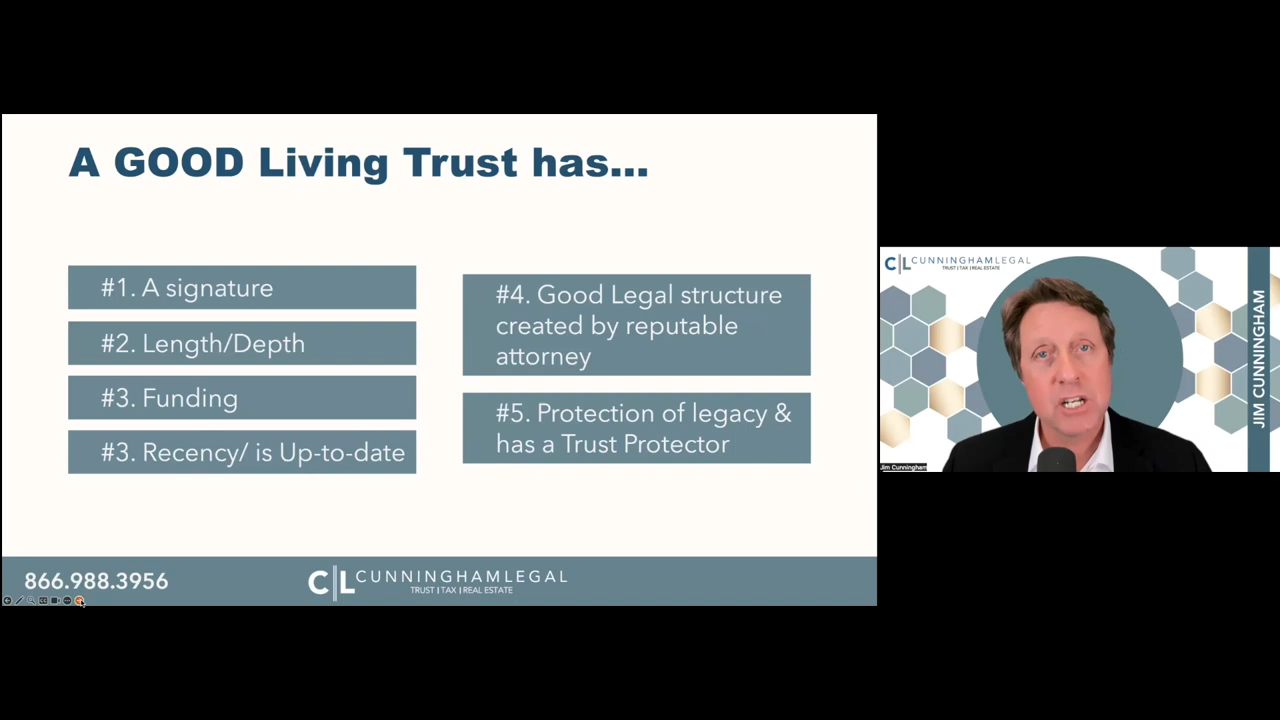 A GOOD Living Trust has...
#1. A signature
#2. Length/Depth
#3. Funding
#3. Recency/ is Up-to-date
#4. Good Legal structure
created by reputable
attorney
#5. Protection of legacy &
has a Trust Protector
866.988.3956
CL CUNNINGHAMLEGAL
TRUST | TAX | REAL ESTATE
CL CUNNINGHAMLEGAL
TRUST | TAX | REAL ESTATE
JIM CUNNINGHAM
Jim Cunningham